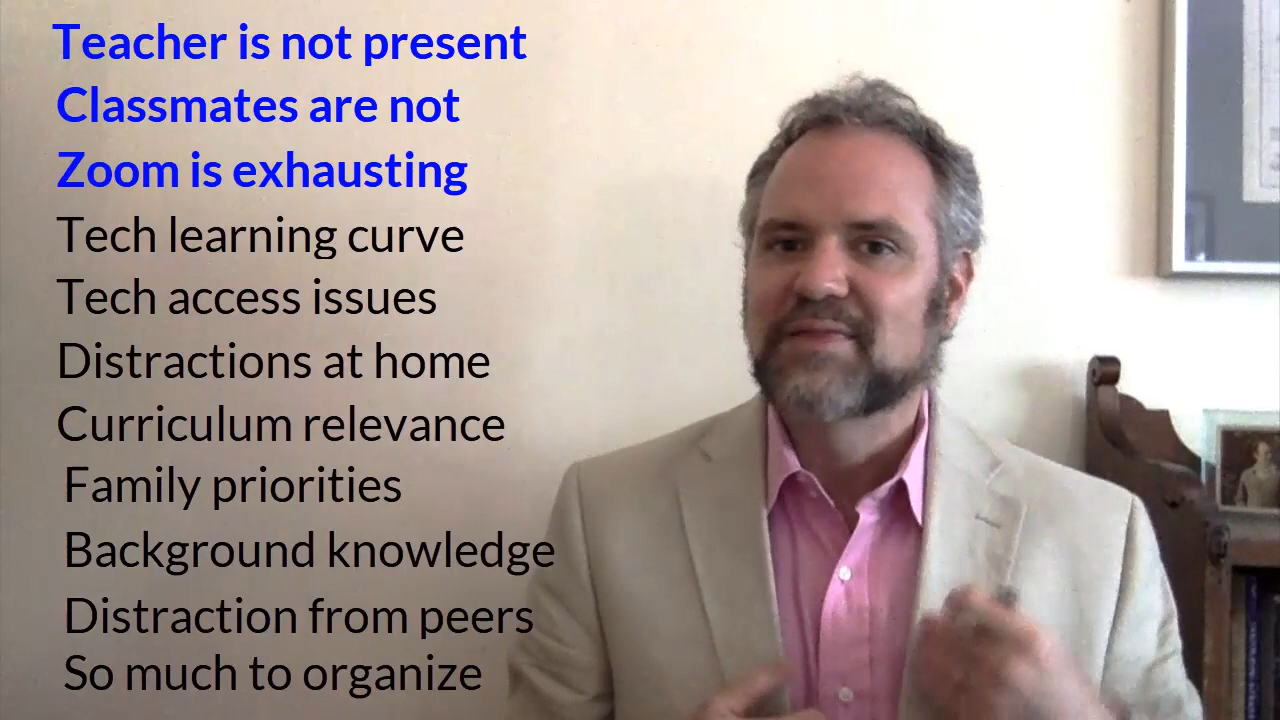 Teacher is not present
Classmates are not
Zoom is exhausting
Tech learning curve
Tech access issues
Distractions at home
Curriculum relevance
Family priorities
Background knowledge
Distraction from peers
So much to organize